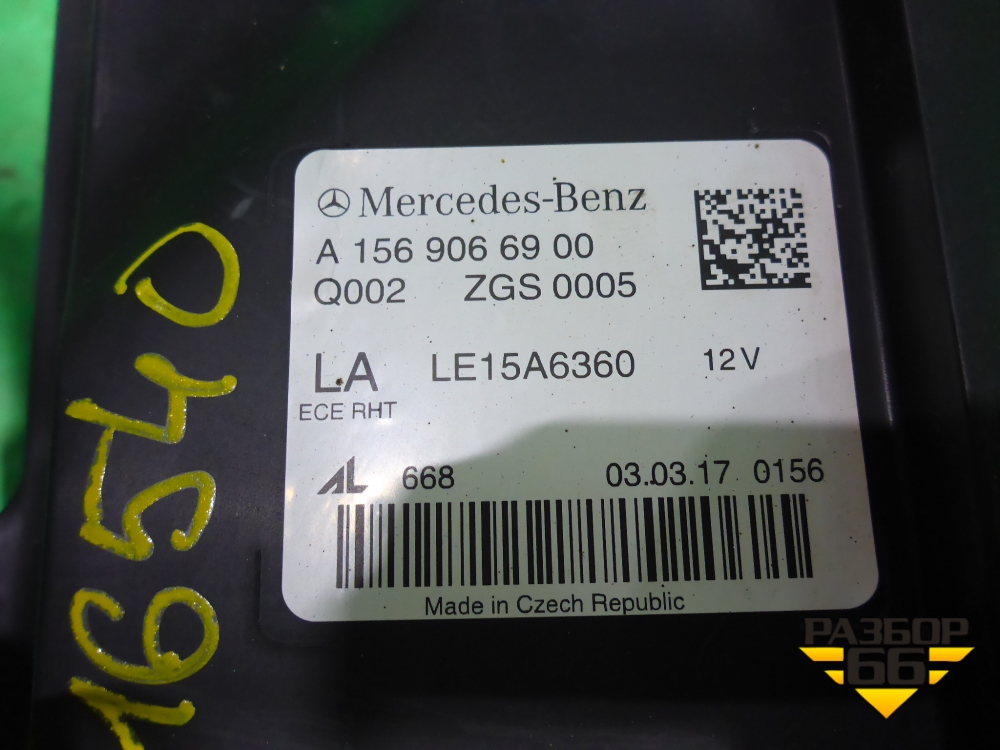 Mercedes-Benz
A 156 906 69 00
Q002 ZGS 0005
LA LE15A6360 12V
ECE RHT
AL 668 03.03.17 0156
Made in Czech Republic
16540
РАЗБОР
66